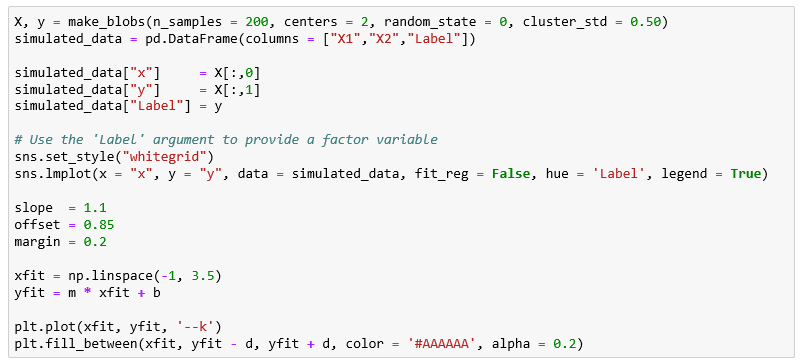 X, y = make_blobs(n_samples = 200, centers = 2, random_state = 0, cluster_std = 0.50)
simulated_data = pd.DataFrame(columns = ["X1","X2","Label"])

simulated_data["x"]     = X[:,0]
simulated_data["y"]     = X[:,1]
simulated_data["Label"] = y

# Use the 'Label' argument to provide a factor variable
sns.set_style("whitegrid")
sns.lmplot(x = "x", y = "y", data = simulated_data, fit_reg = False, hue = 'Label', legend = True)

slope  = 1.1
offset = 0.85
margin = 0.2

xfit = np.linspace(-1, 3.5)
yfit = m * xfit + b

plt.plot(xfit, yfit, '--k')
plt.fill_between(xfit, yfit - d, yfit + d, color = '#AAAAAA', alpha = 0.2)